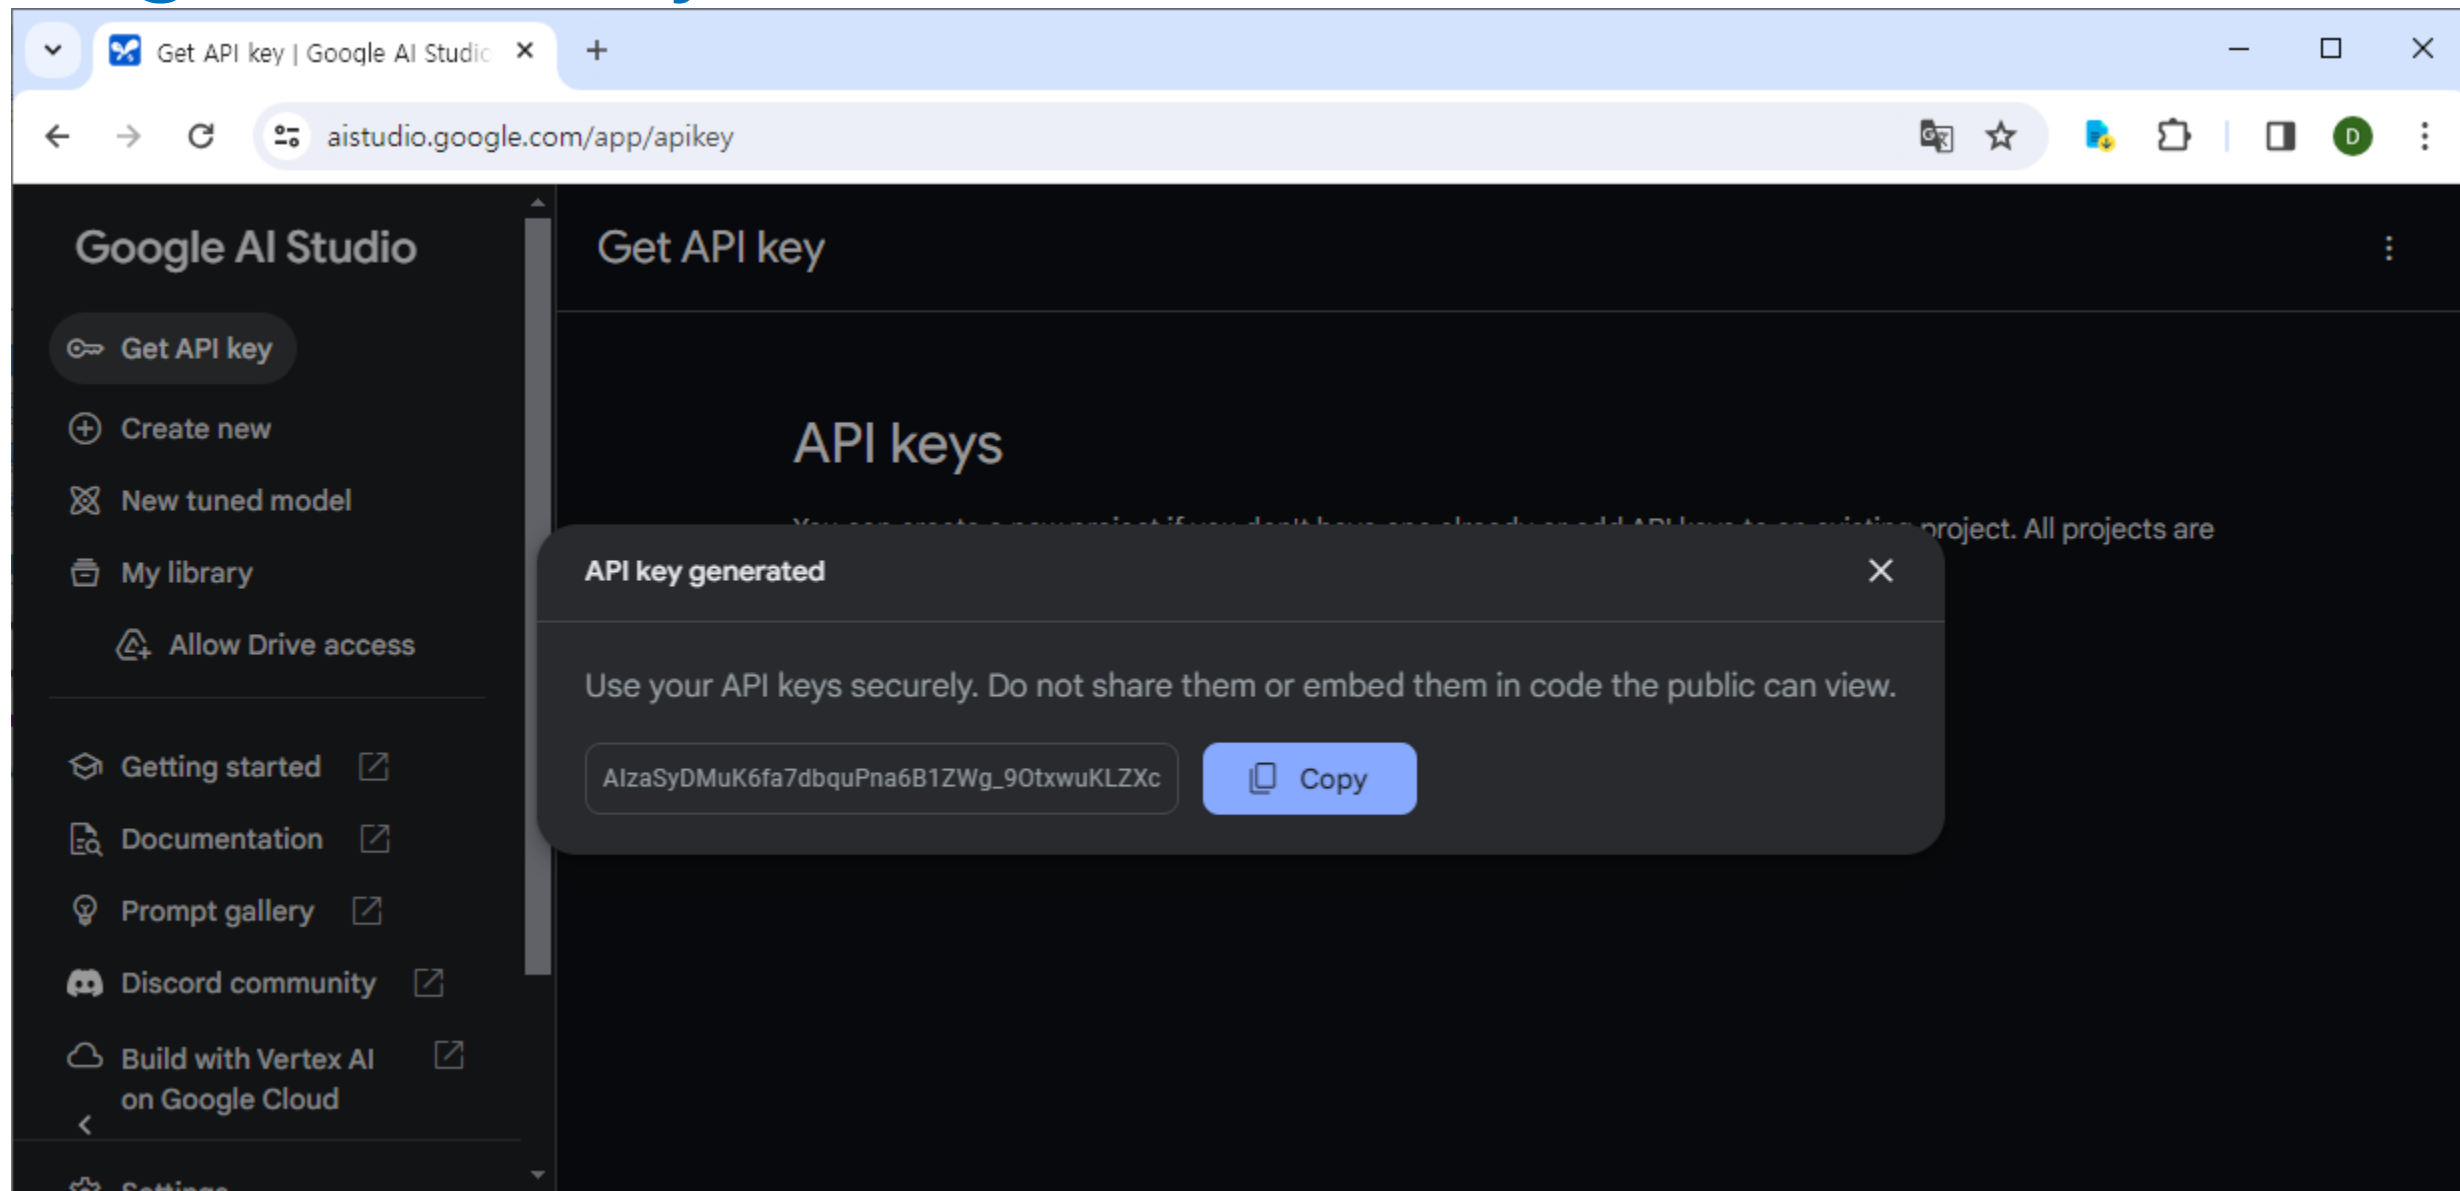 Get API key | Google AI Studio
aistudio.google.com/app/apikey
D
Google AI Studio
Get API key
Get API key
Create new
New tuned model
My library
Allow Drive access
Getting started
Documentation
Prompt gallery
Discord community
Build with Vertex AI
on Google Cloud
API keys
project. All projects are
API key generated
Use your API keys securely. Do not share them or embed them in code the public can view.
AIzaSyDMuK6fa7dbquPna6B1ZWg_9OtxwuKLZXc
Copy